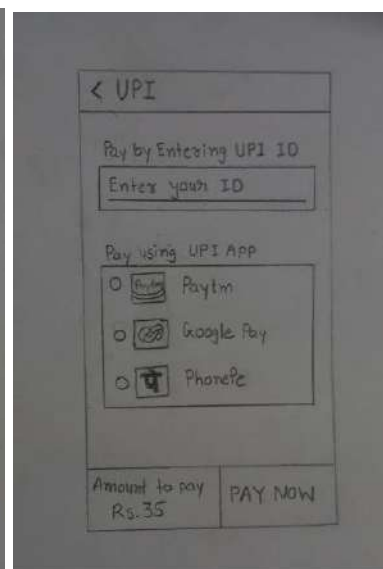 < UPI
Pay by Entering UPI ID
Enter your ID
Pay using UPI APP
Paytm Paytm
Google Pay
पे PhonePe
Amount to pay
Rs. 35
PAY NOW